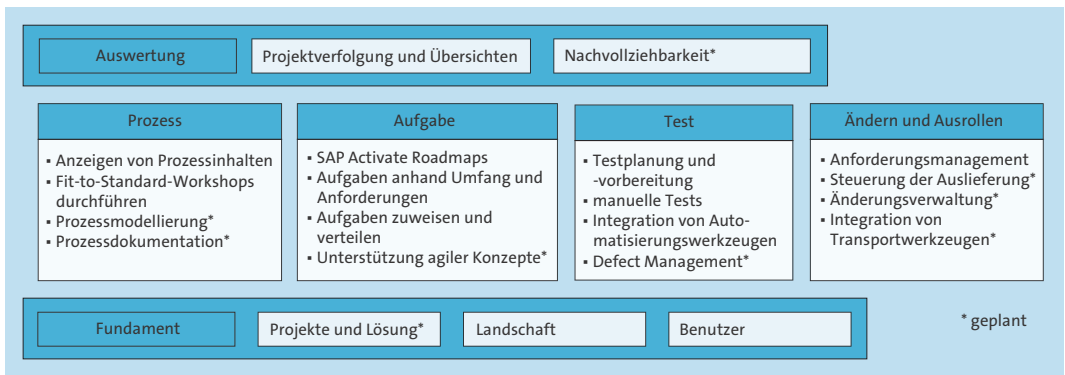 Auswertung
Projektverfolgung und Übersichten
Nachvollziehbarkeit*
Prozess
▪ Anzeigen von Prozessinhalten
▪ Fit-to-Standard-Workshops
durchführen
▪ Prozessmodellierung*
▪ Prozessdokumentation*
Aufgabe
▪ SAP Activate Roadmaps
▪ Aufgaben anhand Umfang und
Anforderungen
▪ Aufgaben zuweisen und
verteilen
▪ Unterstützung agiler Konzepte*
Test
▪ Testplanung und
-vorbereitung
▪ manuelle Tests
▪ Integration von Auto-
matisierungswerkzeugen
▪ Defect Management*
Ändern und Ausrollen
▪ Anforderungsmanagement
▪ Steuerung der Auslieferung*
▪ Änderungsverwaltung*
▪ Integration von
Transportwerkzeugen*
Fundament
Projekte und Lösung*
Landschaft
Benutzer
* geplant